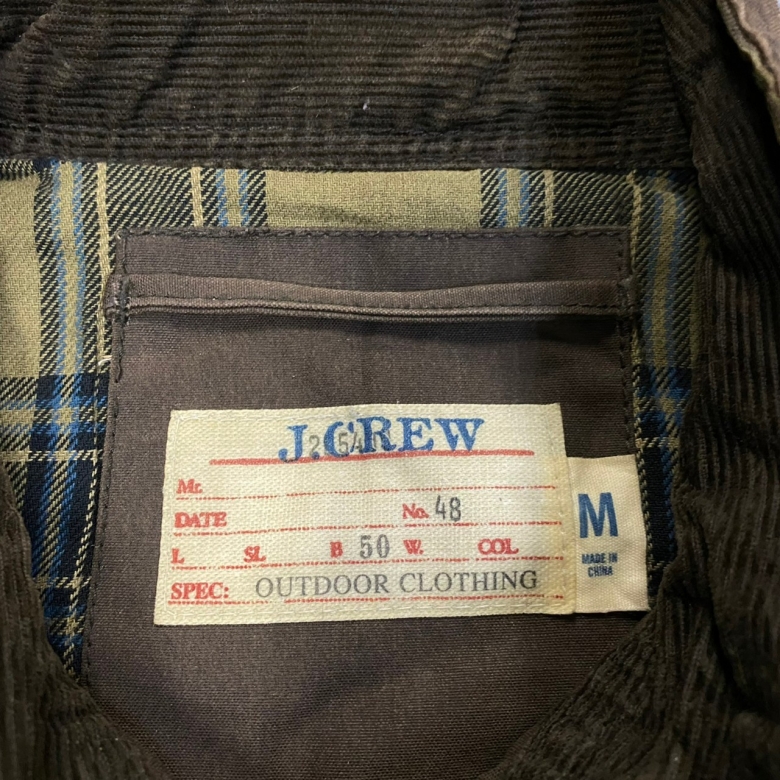 J.CREW
Mr.
DATE No. 48
L SL B 50 W. COL
SPEC: OUTDOOR CLOTHING
M
MADE IN
CHINA